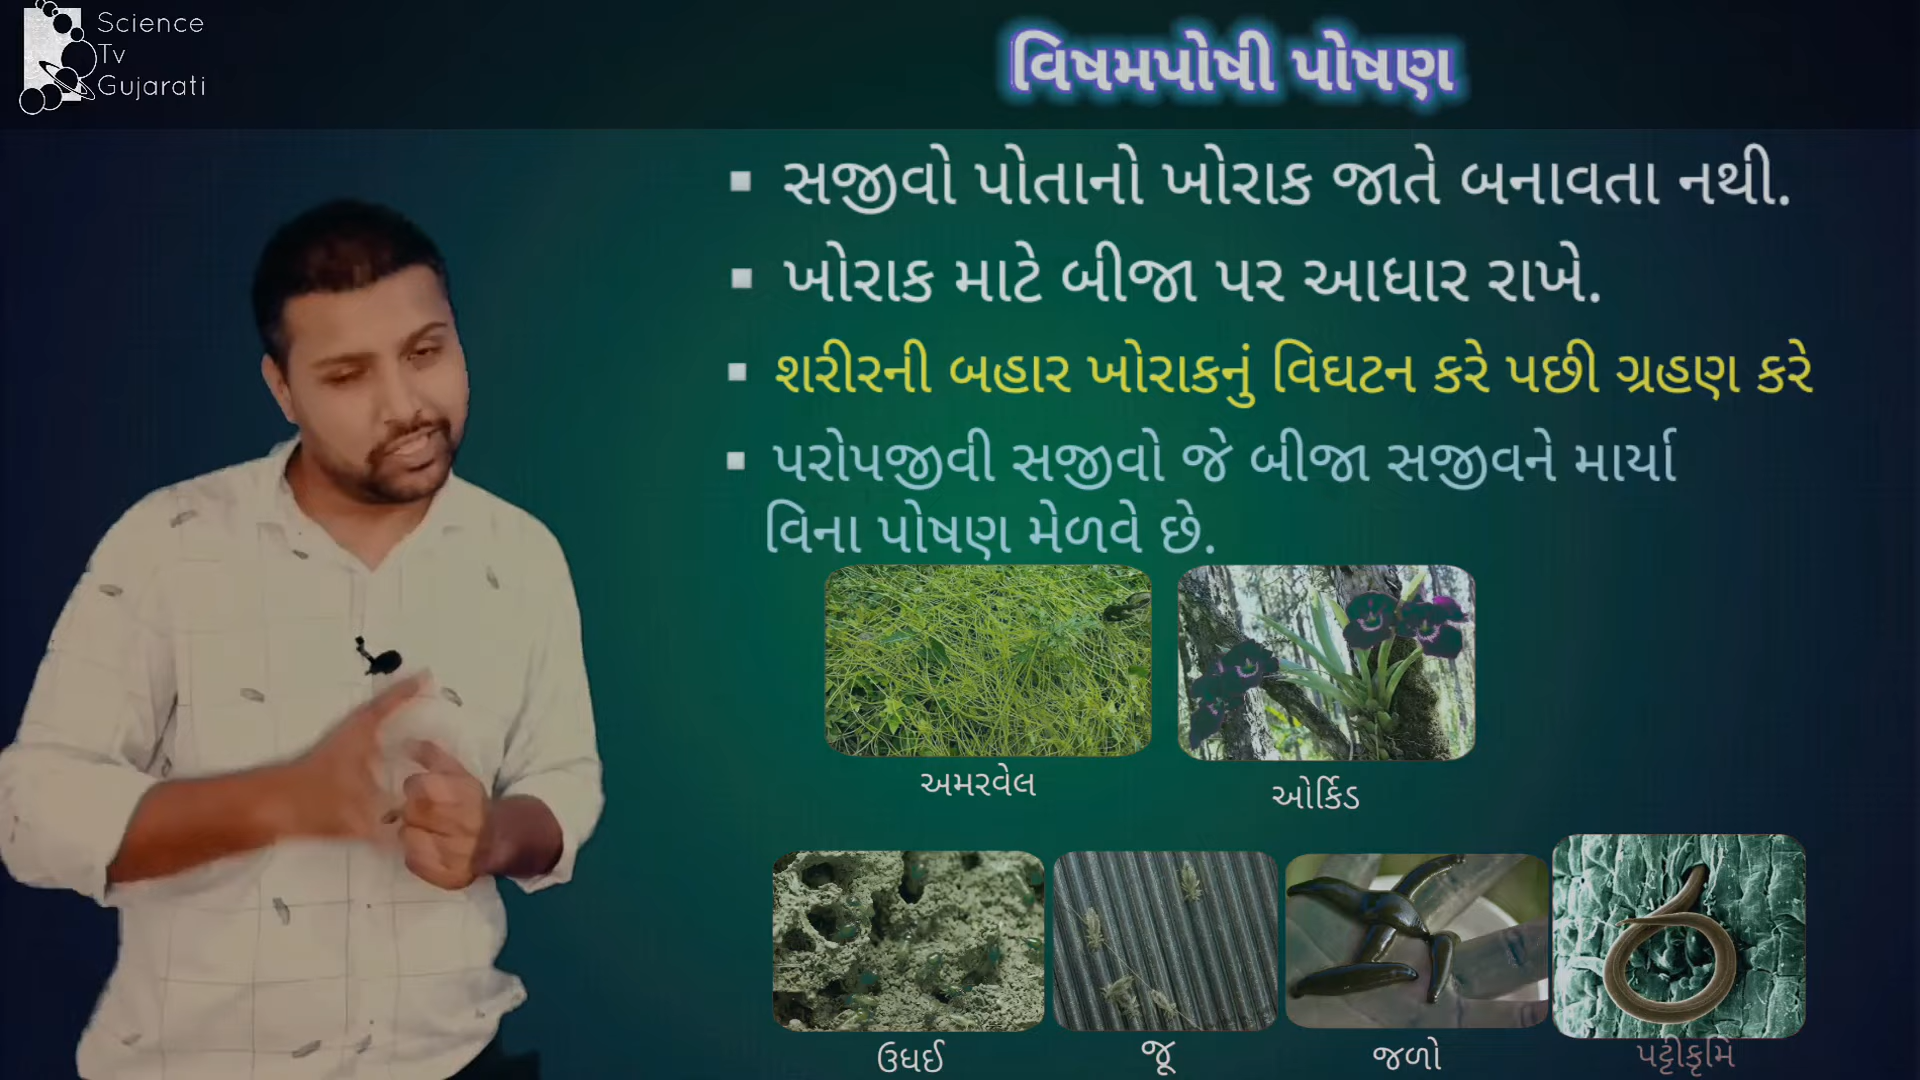 Science
Tv
Gujarati
વિષમપોષી પોષણ
▪ સજીવો પોતાનો ખોરાક જાતે બનાવતા નથી.
▪ ખોરાક માટે બીજા પર આધાર રાખે.
▪ શરીરની બહાર ખોરાકનું વિઘટન કરે પછી ગ્રહણ કરે
▪ પરોપજીવી સજીવો જે બીજા સજીવને માર્યા
વિના પોષણ મેળવે છે.
અમરવેલ
ઓર્કિડ
ઉધઈ
જૂ
જળો
પટ્ટીકૃમિ